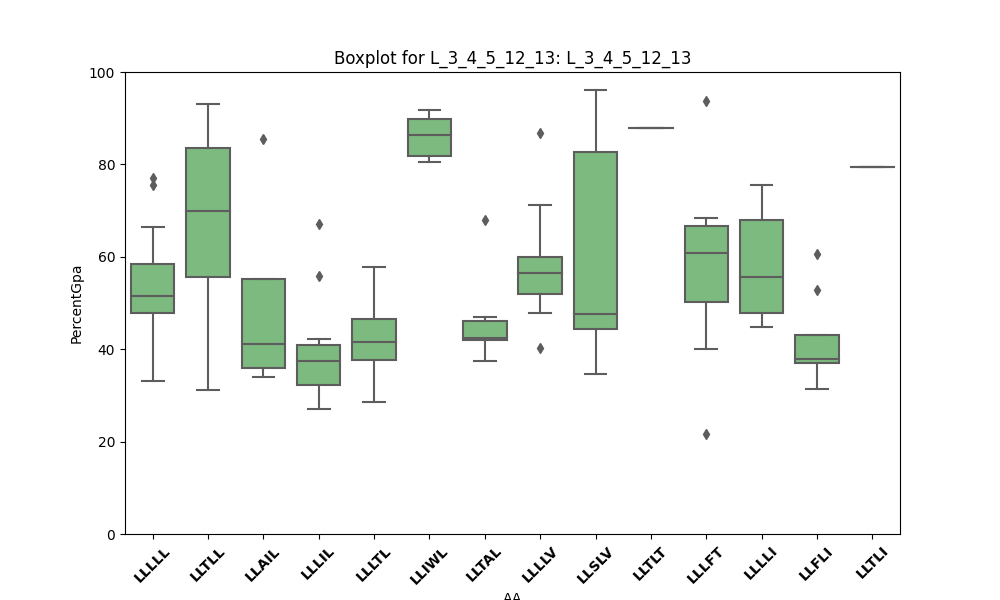 Boxplot for L_3_4_5_12_13: L_3_4_5_12_13
100
80
60
40
20
0
PercentGpa
LLLLL LLTLL LLAIL LLLIL LLLTL LLIWL LLTAL LLLLV LLSLV LLTLT LLLFT LLLLI LLFLI LLTLI
AA